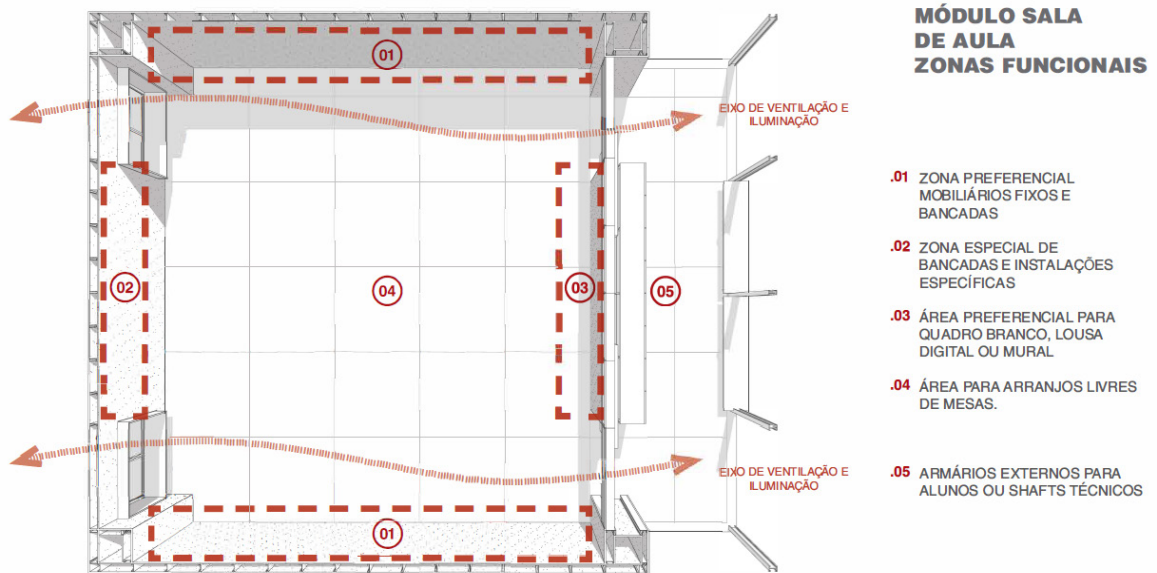 MÓDULO SALA
DE AULA
ZONAS FUNCIONAIS
01
EIXO DE VENTILAÇÃO E
ILUMINAÇÃO
02
04
03
05
EIXO DE VENTILAÇÃO E
ILUMINAÇÃO
01
.01 ZONA PREFERENCIAL
MOBILIÁRIOS FIXOS E
BANCADAS
.02 ZONA ESPECIAL DE
BANCADAS E INSTALAÇÕES
ESPECÍFICAS
.03 ÁREA PREFERENCIAL PARA
QUADRO BRANCO, LOUSA
DIGITAL OU MURAL
.04 ÁREA PARA ARRANJOS LIVRES
DE MESAS.
.05 ARMÁRIOS EXTERNOS PARA
ALUNOS OU SHAFTS TÉCNICOS